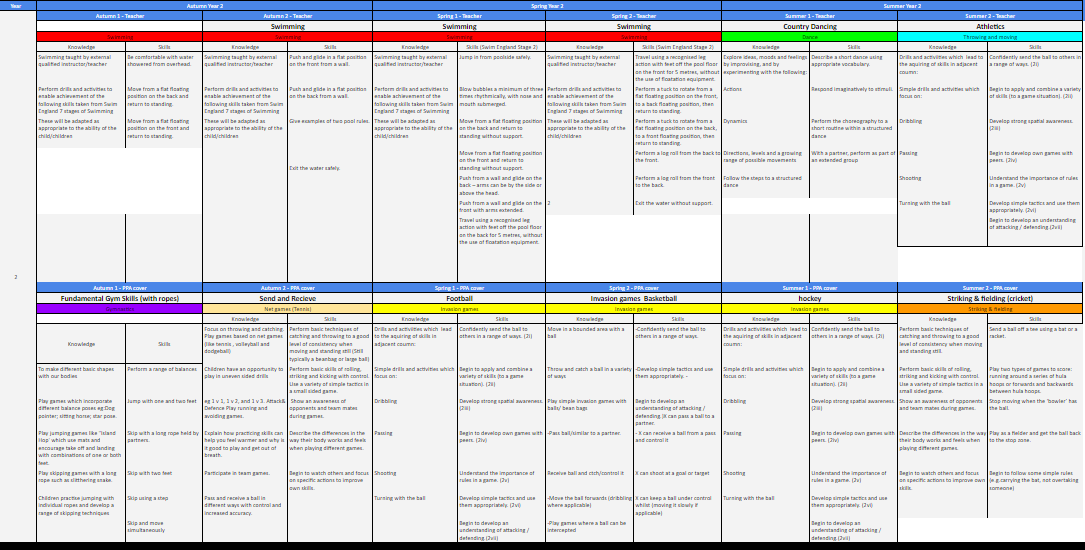 Year
Autumn Year 2
Spring Year 2
Summer Year 2
Autumn 1 - Teacher
Autumn 2 - Teacher
Spring 1 - Teacher
Spring 2 - Teacher
Summer 1 - Teacher
Summer 2 - Teacher
Swimming
Swimming
Swimming
Country Dancics
Athletics
Swimming
Swimming
Swimming
Swimming
Dance
Throwing and moving
Knowledge
Skills
Knowledge
Skills
Knowledge
Skills (Swim England Stage 2)
Knowledge
Skills (Swim England Stage 2)
Knowledge
Skills
Knowledge
Skills
Swimming taught by external
qualified instructor/teacher
Perform drills and activities to
enable achievement of the
following skills taken from Swim
England 7 stages of Swimming
These will be adapted as
appropriate to the ability of the
child/children
Be comfortable with water
showered from overhead.
Move from a flat floating
position on the back and
return to standing.
Move from a flat floating
position on the front and
return to standing.
Swimming taught by external
qualified instructor/teacher
Perform drills and activities to
enable achievement of the
following skills taken from Swim
England 7 stages of Swimming
These will be adapted as
appropriate to the ability of the
child/children
Push and glide in a flat position
on the front from a wall.
Push and glide in a flat position
on the back from a wall.
Give examples of two pool rules.
Exit the water safely.
Swimming taught by external
qualified instructor/teacher
Perform drills and activities to
enable achievement of the
following skills taken from Swim
England 7 stages of Swimming
These will be adapted as
appropriate to the ability of the
child/children
Jump in from poolside safely.
Blow bubbles a minimum of three
times rhythmically, with nose and
mouth submerged.
Move from a flat floating position
on the back and return to
standing without support.
Move from a flat floating position
on the front and return to
standing without support.
Push from a wall and glide on the
back – arms can be by the side or
above the head.
Push from a wall and glide on the
front with arms extended.
Travel using a recognised leg
action with feet off the pool floor
on the back for 5 metres, without
the use of floatation equipment.
Swimming taught by external
qualified instructor/teacher
Perform drills and activities to
enable achievement of the
following skills taken from Swim
England 7 stages of Swimming
These will be adapted as
appropriate to the ability of the
child/children
2
Travel using a recognised leg
action with feet off the pool floor
on the front for 5 metres, without
the use of floatation equipment.
Perform a tuck to rotate from a
flat floating position on the front,
to a back floating position, then
return to standing.
Perform a tuck to rotate from a
flat floating position on the back,
to a front floating position, then
return to standing.
Perform a log roll from the back to
the front.
Perform a log roll from the front
to the back.
Exit the water without support.
Explore ideas, moods and feelings
by improvising, and by
experimenting with the following:
Actions
Dynamics
Directions, levels and a growing
range of possible movements
Follow the steps to a structured
dance
Describe a short dance using
appropriate vocabulary.
Respond imaginatively to stimuli.
Perform the choreography to a
short routine within a structured
dance
With a partner, perform as part of
an extended group
Drills and activities which lead to
the aquiring of skills in adjacent
coumn:
Simple drills and activities which
focus on:
Dribbling
Passing
Shooting
Turning with the ball
Confidently send the ball to others
in a range of ways. (2i)
Begin to apply and combine a variety
of skills (to a game situation). (2ii)
Develop strong spatial awareness.
(2iii)
Begin to develop own games with
peers. (2iv)
Understand the importance of rules
in a game. (2v)
Develop simple tactics and use them
appropriately. (2vi)
Begin to develop an understanding
of attacking / defending.(2vii)
2
Autumn 1 - PPA cover
Autumn 2 - PPA cover
Spring 1 - PPA cover
Spring 2 - PPA cover
Summer 1 - PPA cover
Summer 2 - PPA cover
Fundamental Gym Skills (with ropes)
Send and Recieve
Football
Invasion games Basketball
hockey
Striking & fielding (cricket)
Gymnastics
Net games (Tennis)
Invasion games
Invasion games
Invasion games
Striking & fielding
Knowledge
Skills
Knowledge
Skills
Knowledge
Skills
Knowledge
Skills
Knowledge
Skills
Knowledge
Skills
To make different basic shapes
with our bodies
Play games which incorporate
different balance poses eg:Dog
pointer; sitting horse; star pose.
Play jumping games like "Island
Hop' which use mats and
encourage take off and landing
with combinations of one or both
feet.
Play skipping games with a long
rope such as slithering snake.
Children practise jumping with
individual ropes and develop a
range of skipping techniques
Perform a range of balances
Jump with one and two feet
Skip with a long rope held by
partners.
Skip with two feet
Skip using a step
Skip and move
simultaneously
Focus on throwing and catching.
Play games based on net games
(like tennis , volleyball and
dodgeball)
Children have an opportunity to
play in uneven sided drills
eg 1 v 1, 1 v 2, and 1 v 3. Attack&
Defence Play running and
avoiding games.
Explain how practicing skills can
help you feel warmer and why it
is good to play and get out of
breath.
Participate in team games.
Pass and receive a ball in
different ways with control and
increased accuracy.
Perform basic techniques of
catching and throwing to a good
level of consistency when
moving and standing still (Still
typically a beanbag or large ball)
Perform basic skills of rolling,
striking and kicking with control.
Use a variety of simple tactics in
a small sided game.
Show an awareness of
opponents and team mates
during games.
Describe the differences in the
way their body works and feels
when playing different games.
Begin to watch others and focus
on specific actions to improve
own skills.
Drills and activities which lead
to the aquiring of skills in
adjacent coumn:
Simple drills and activities which
focus on:
Dribbling
Passing
Shooting
Turning with the ball
Confidently send the ball to
others in a range of ways. (2i)
Begin to apply and combine a
variety of skills (to a game
situation). (2ii)
Develop strong spatial awareness.
(2iii)
Begin to develop own games with
peers. (2iv)
Understand the importance of
rules in a game. (2v)
Develop simple tactics and use
them appropriately. (2vi)
Begin to develop an
understanding of attacking /
defending.(2vii)
Move in a bounded area with a
ball
Throw and catch a ball in a variety
of ways
Play simple invasion games with
balls/ bean bags
-Pass ball/similar to a partner.
Receive ball and ctch/control it
-Move the ball forwards (dribbling
where applicable)
-Play games where a ball can be
intercepted
-Confidently send the ball to
others in a range of ways.
-Develop simple tactics and use
them appropriately. -
Begin to develop an
understanding of attacking /
defending.)X can pass a ball to a
partner.
- X can receive a ball from a pass
and control it
X can shoot at a goal or target
X can keep a ball under control
whilst (moving it slowly if
applicable)
Drills and activities which lead to
the aquiring of skills in adjacent
coumn:
Simple drills and activities which
focus on:
Dribbling
Passing
Shooting
Turning with the ball
Confidently send the ball to
others in a range of ways. (2i)
Begin to apply and combine a
variety of skills (to a game
situation). (2ii)
Develop strong spatial awareness.
(2iii)
Begin to develop own games with
peers. (2iv)
Understand the importance of
rules in a game. (2v)
Develop simple tactics and use
them appropriately. (2vi)
Begin to develop an
understanding of attacking /
defending.(2vii)
Perform basic techniques of
catching and throwing to a good
level of consistency when moving
and standing still.
Perform basic skills of rolling,
striking and kicking with control.
Use a variety of simple tactics in a
small sided game.
Show an awareness of opponents
and team mates during games.
Describe the differences in the way
their body works and feels when
playing different games.
Begin to watch others and focus on
specific actions to improve own
skills.
Send a ball off a tee using a bat or a
racket.
Play two types of games to score:
running around a series of hula
hoops or forwards and backwards
between hula hoops.
Stop moving when the 'bowler' has
the ball.
Play as a fielder and get the ball back
to the stop zone.
Begin to follow some simple rules
(e.g.carrying the bat, not overtaking
someone)